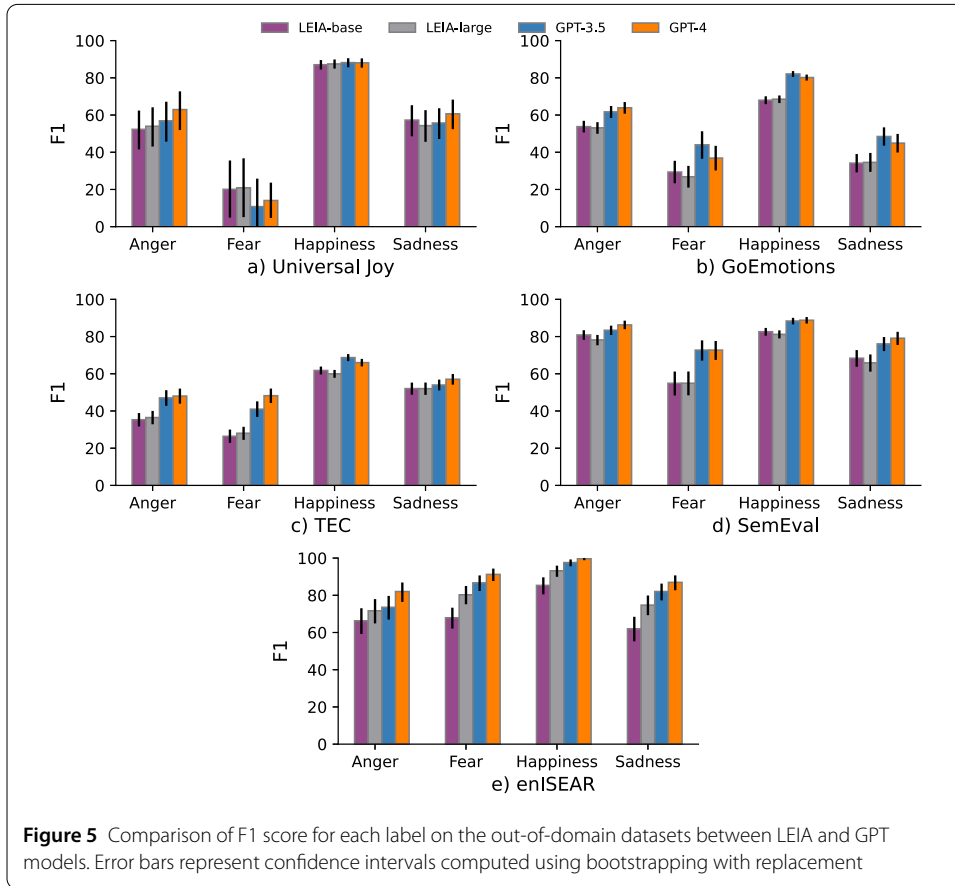 LEIA-base LEIA-large GPT-3.5 GPT-4
100
80
60
40
20
0
F1
Anger Fear Happiness Sadness
a) Universal Joy
100
80
60
40
20
0
F1
Anger Fear Happiness Sadness
b) GoEmotions
100
80
60
40
20
0
F1
Anger Fear Happiness Sadness
c) TEC
100
80
60
40
20
0
F1
Anger Fear Happiness Sadness
d) SemEval
100
80
60
40
20
0
F1
Anger Fear Happiness Sadness
e) enISEAR
Figure 5 Comparison of F1 score for each label on the out-of-domain datasets between LEIA and GPT
models. Error bars represent confidence intervals computed using bootstrapping with replacement